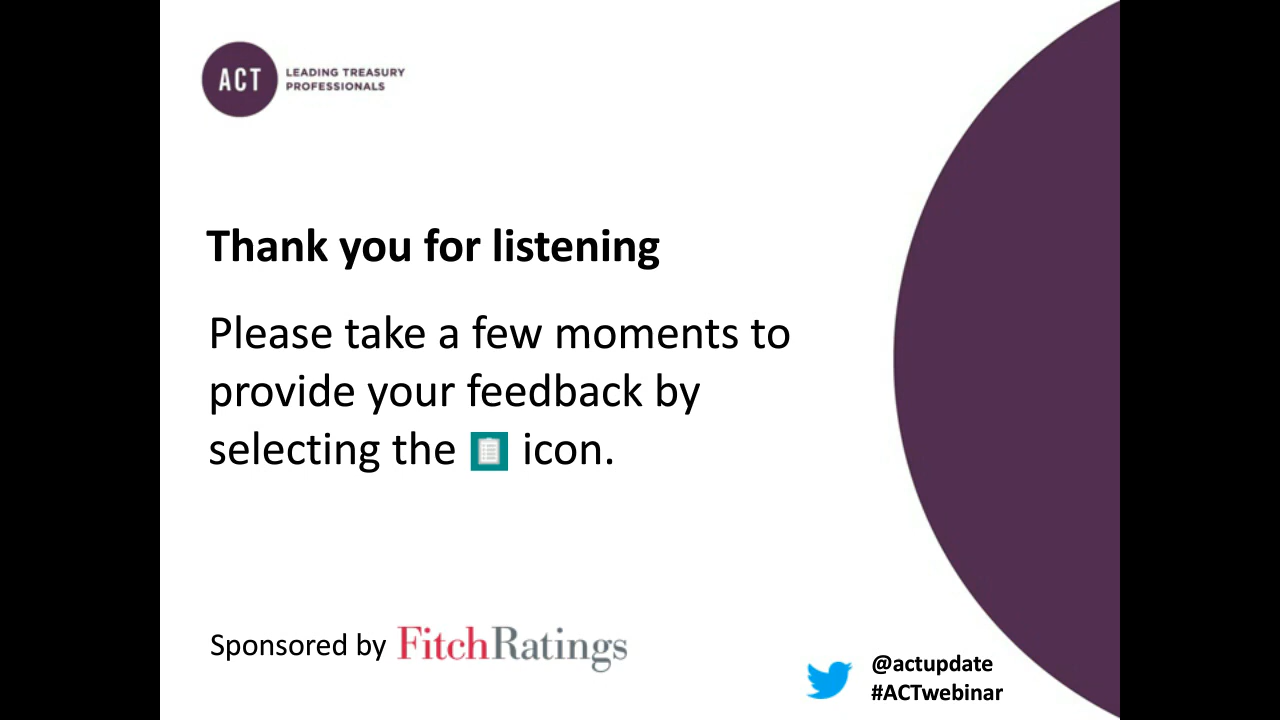 ACT
LEADING TREASURY
PROFESSIONALS
Thank you for listening
Please take a few moments to
provide your feedback by
selecting the icon.
Sponsored by FitchRatings
@actupdate
#ACTwebinar